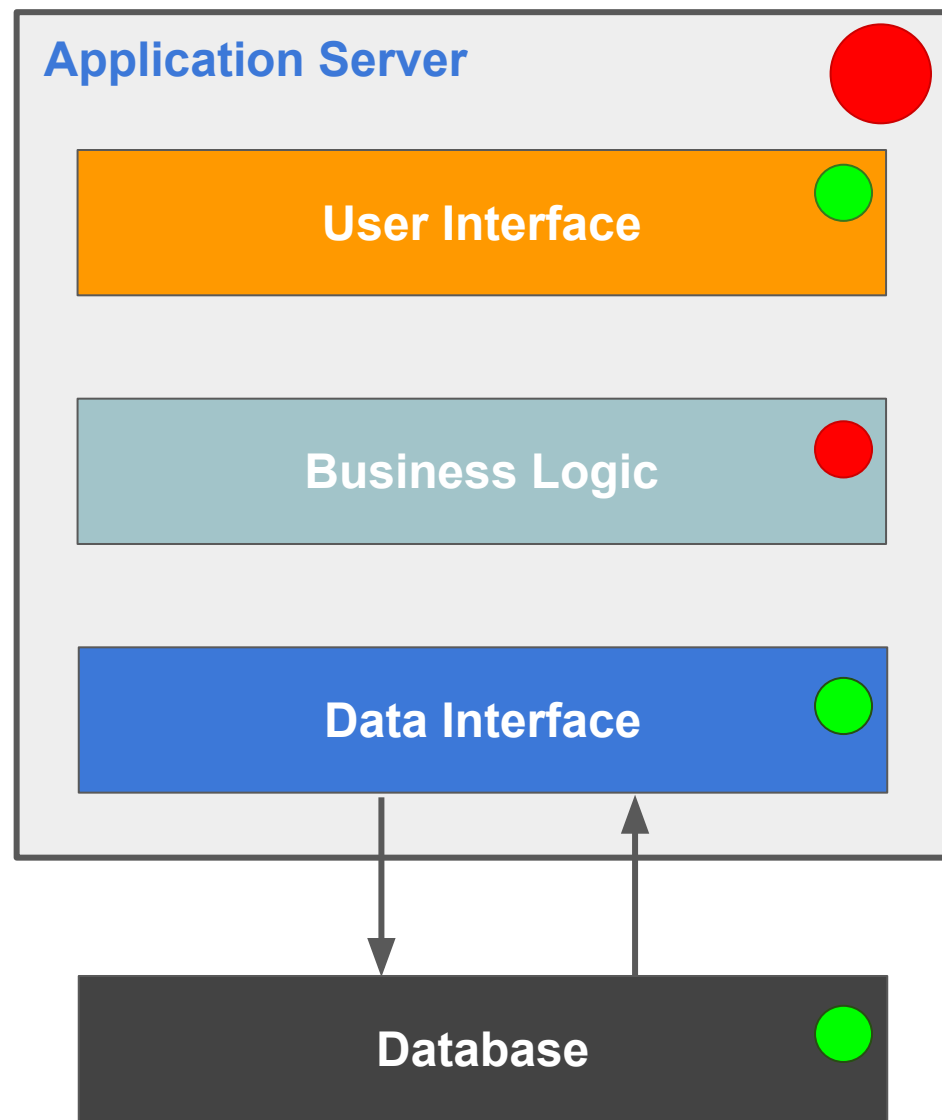 Application Server
User Interface
Business Logic
Data Interface
Database